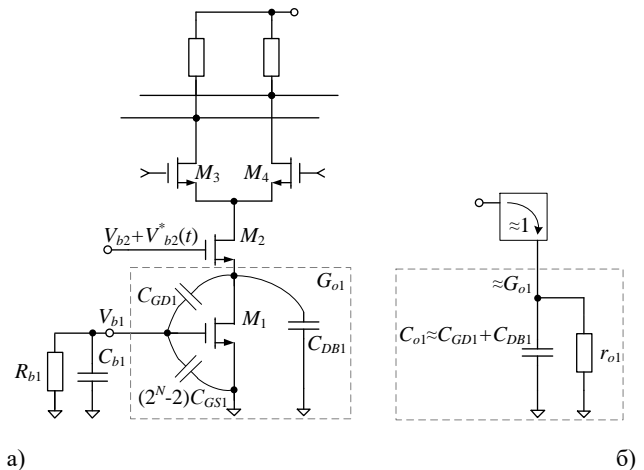 M3
M4
Vb2+V*b2(t)
M2
Go1
CGD1
Vb1
M1
CDB1
Cb1
Rb1
(2^N-2)CGS1
≈1
≈Go1
Co1≈CGD1+CDB1
ro1
а)
б)